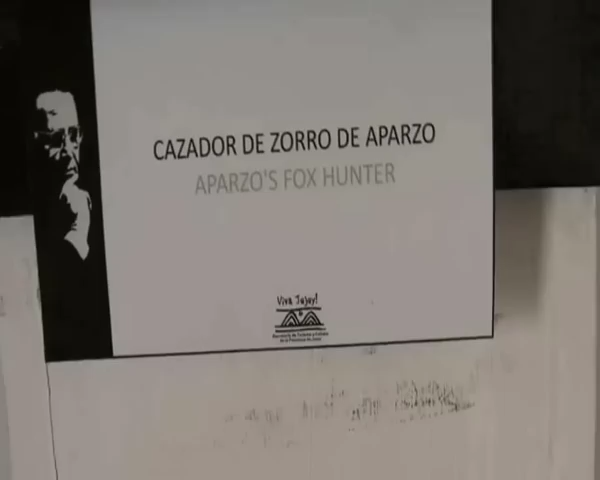 CAZADOR DE ZORRO DE APARZO
APARZO'S FOX HUNTER
Viva Jujuy!